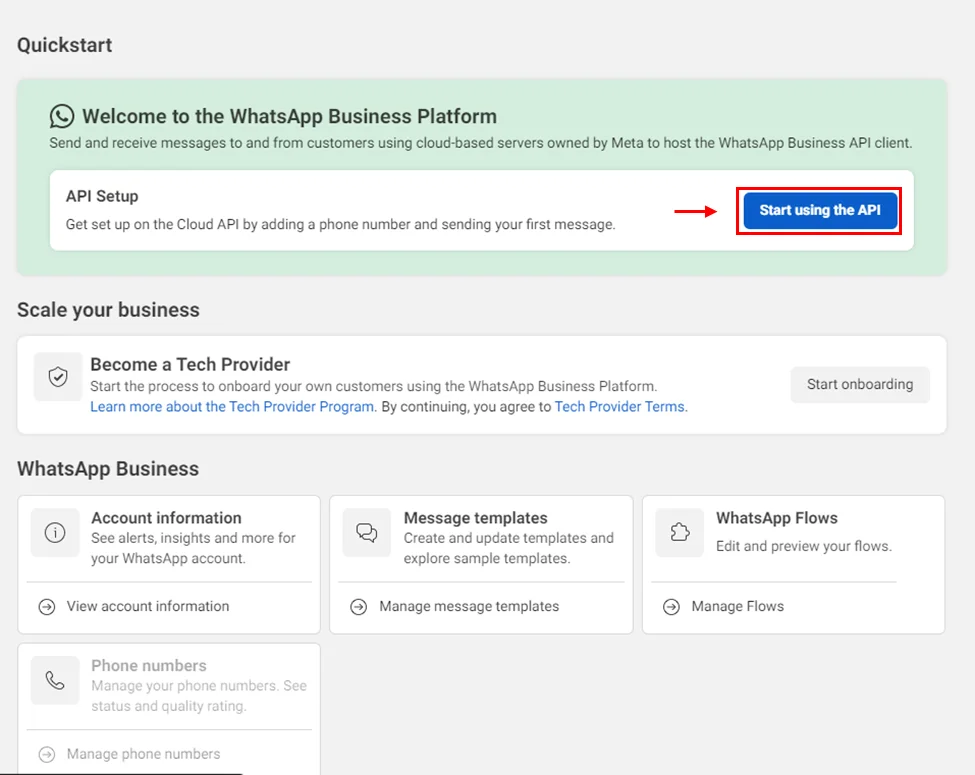 Quickstart
Welcome to the WhatsApp Business Platform
Send and receive messages to and from customers using cloud-based servers owned by Meta to host the WhatsApp Business API client.
API Setup
Get set up on the Cloud API by adding a phone number and sending your first message.
Start using the API
Scale your business
Become a Tech Provider
Start the process to onboard your own customers using the WhatsApp Business Platform.
Learn more about the Tech Provider Program. By continuing, you agree to Tech Provider Terms.
Start onboarding
WhatsApp Business
Account information
See alerts, insights and more for
your WhatsApp account.
View account information
Message templates
Create and update templates and
explore sample templates.
Manage message templates
WhatsApp Flows
Edit and preview your flows.
Manage Flows
Phone numbers
Manage your phone numbers. See
status and quality rating.
Manage phone numbers